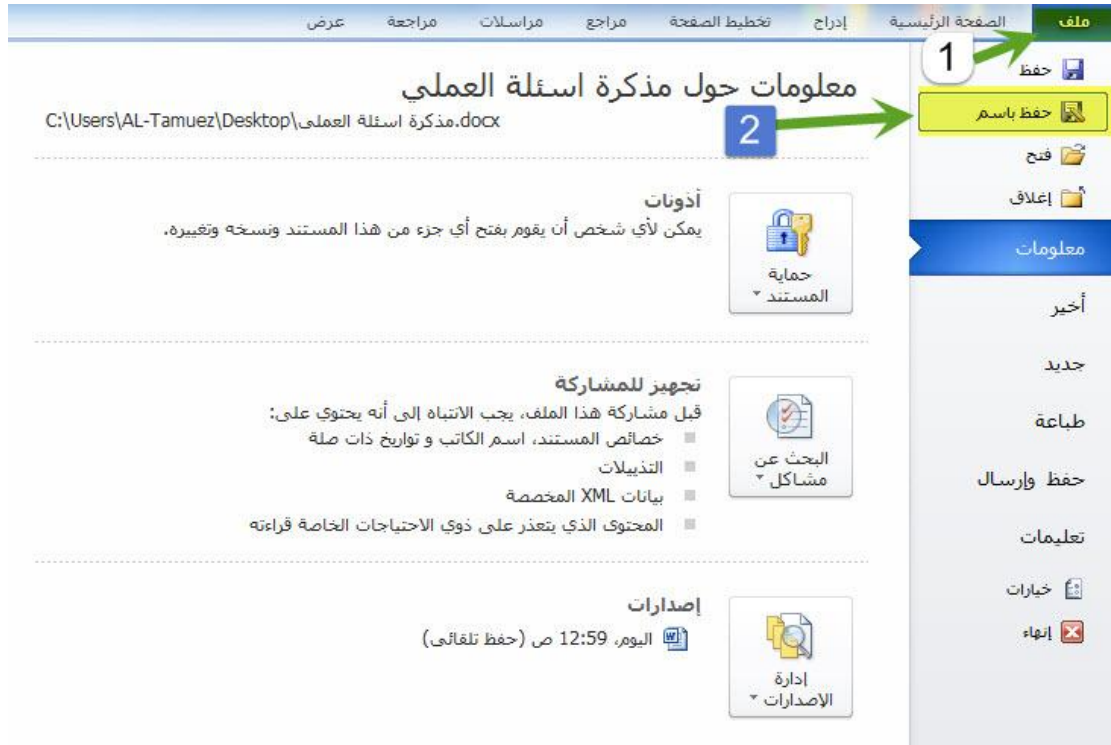 ملف
الصفحة الرئيسية
إدراج
تخطيط الصفحة
مراجع
مراسلات
مراجعة
عرض
1
حفظ
حفظ باسم
2
فتح
إغلاق
معلومات
أخير
جديد
طباعة
حفظ وإرسال
تعليمات
خيارات
إنهاء
معلومات حول مذكرة اسئلة العملي
C:\Users\AL-Tamuez\Desktop\مذكرة اسئلة العملي.docx
حماية
المستند
أذونات
يمكن لأي شخص أن يقوم بفتح أي جزء من هذا المستند ونسخه وتغييره.
البحث عن
مشاكل
تجهيز للمشاركة
قبل مشاركة هذا الملف، يجب الانتباه إلى أنه يحتوي على:
خصائص المستند، اسم الكاتب و تواريخ ذات صلة
التذييلات
بيانات XML المخصصة
المحتوى الذي يتعذر على ذوي الاحتياجات الخاصة قراءته
إدارة
الإصدارات
إصدارات
اليوم، 12:59 ص (حفظ تلقائي)